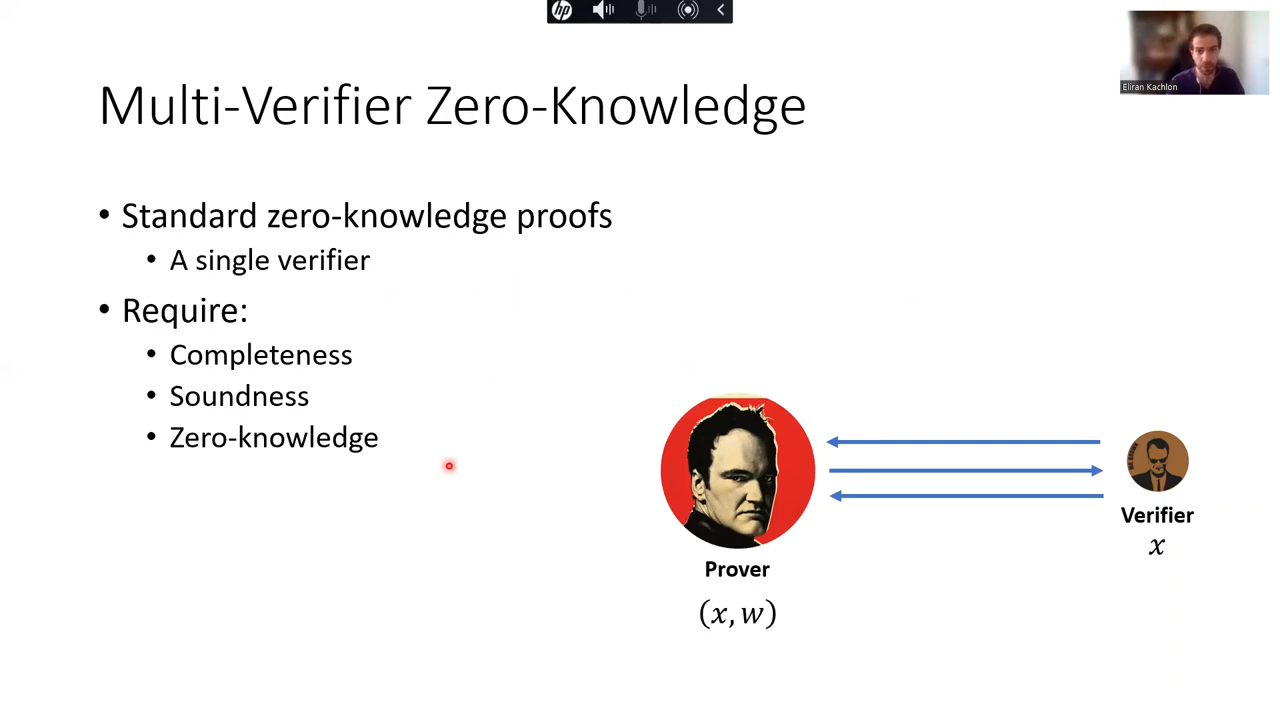 hp
Eliran Kachlon
Multi-Verifier Zero-Knowledge
• Standard zero-knowledge proofs
• A single verifier
• Require:
• Completeness
• Soundness
• Zero-knowledge
Prover
(x, w)
Verifier
x